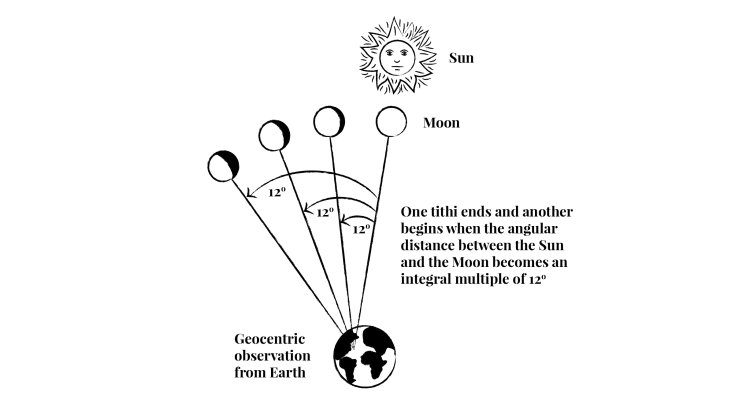 Sun
Moon
12º
12º
12º
One tithi ends and another
begins when the angular
distance between the Sun
and the Moon becomes an
integral multiple of 12º
Geocentric
observation
from Earth